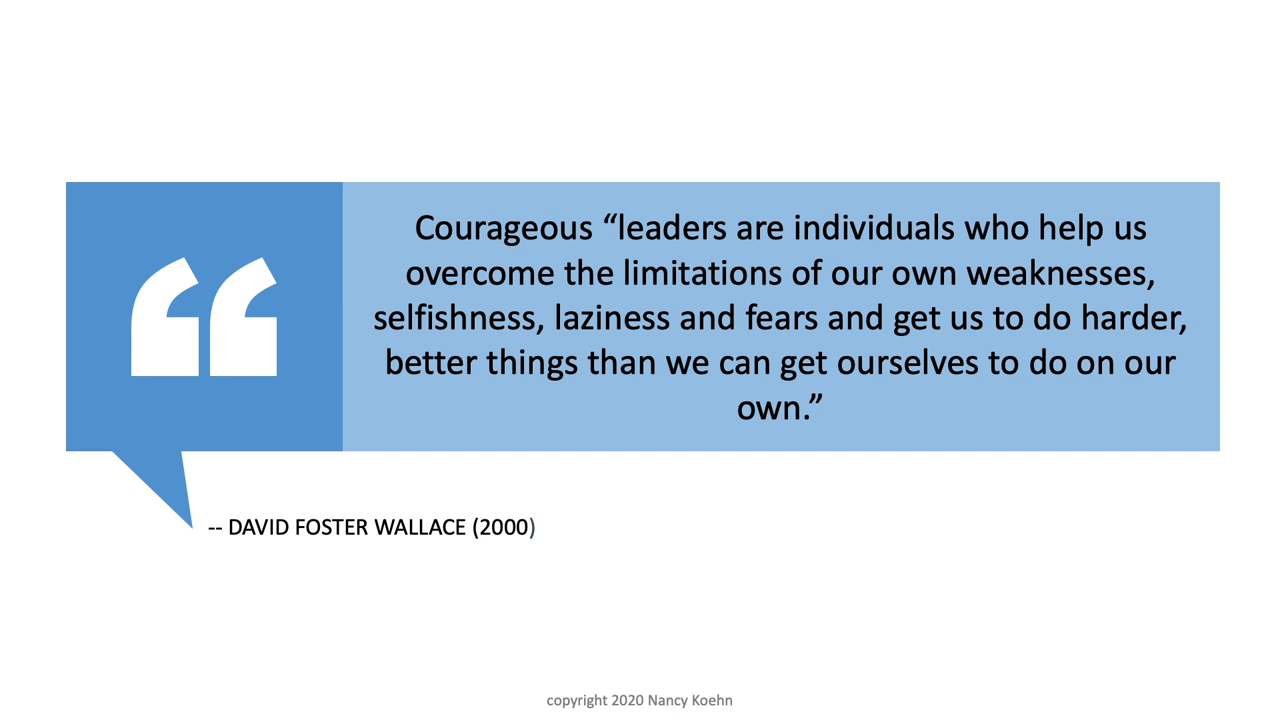 Courageous “leaders are individuals who help us
overcome the limitations of our own weaknesses,
selfishness, laziness and fears and get us to do harder,
better things than we can get ourselves to do on our
own.”
-- DAVID FOSTER WALLACE (2000)
copyright 2020 Nancy Koehn